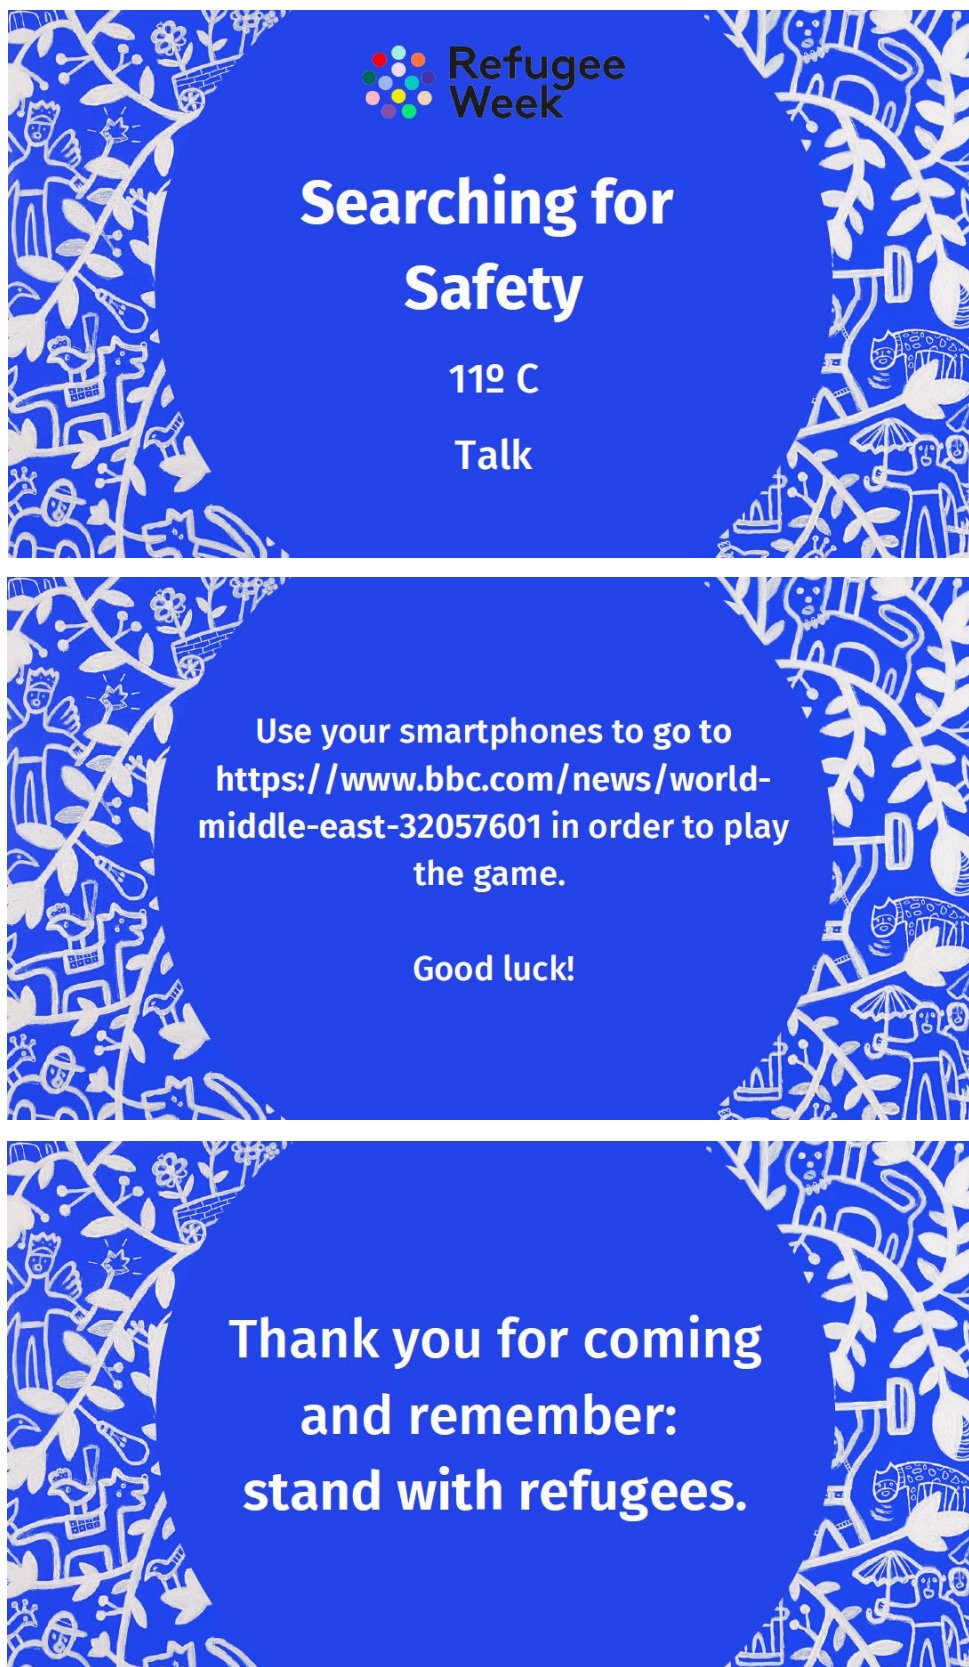 Refugee
Week
Searching for
Safety
11º C
Talk
Use your smartphones to go to
https://www.bbc.com/news/world-
middle-east-32057601 in order to play
the game.
Good luck!
Thank you for coming
and remember:
stand with refugees.